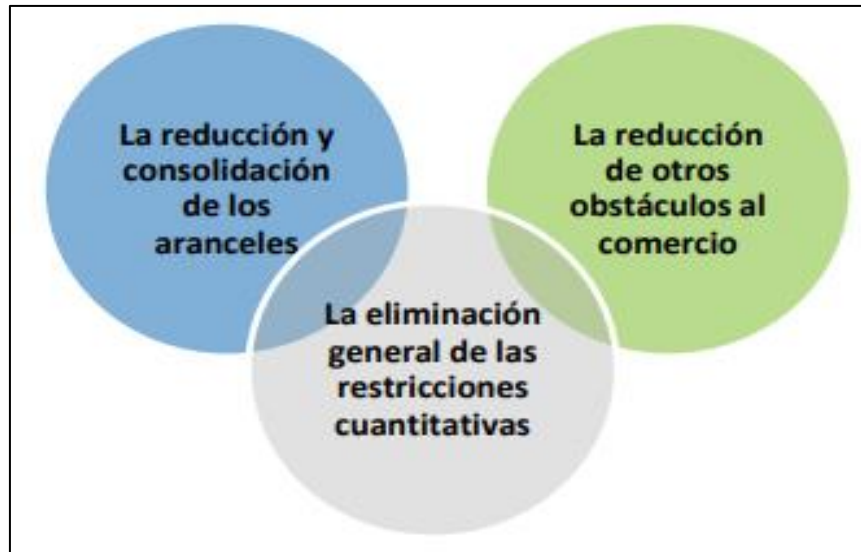 La reducción y
consolidación
de los
aranceles
La reducción
de otros
obstáculos al
comercio
La eliminación
general de las
restricciones
cuantitativas